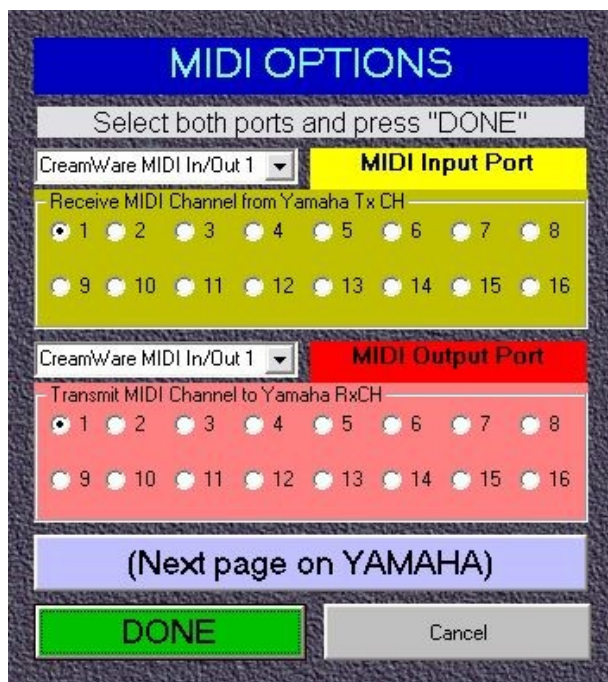 MIDI OPTIONS
Select both ports and press "DONE"
CreamWare MIDI In/Out 1 MIDI Input Port
Receive MIDI Channel from Yamaha Tx CH
1 2 3 4 5 6 7 8
9 10 11 12 13 14 15 16
CreamWare MIDI In/Out 1 MIDI Output Port
Transmit MIDI Channel to Yamaha RxCH
1 2 3 4 5 6 7 8
9 10 11 12 13 14 15 16
(Next page on YAMAHA)
DONE Cancel